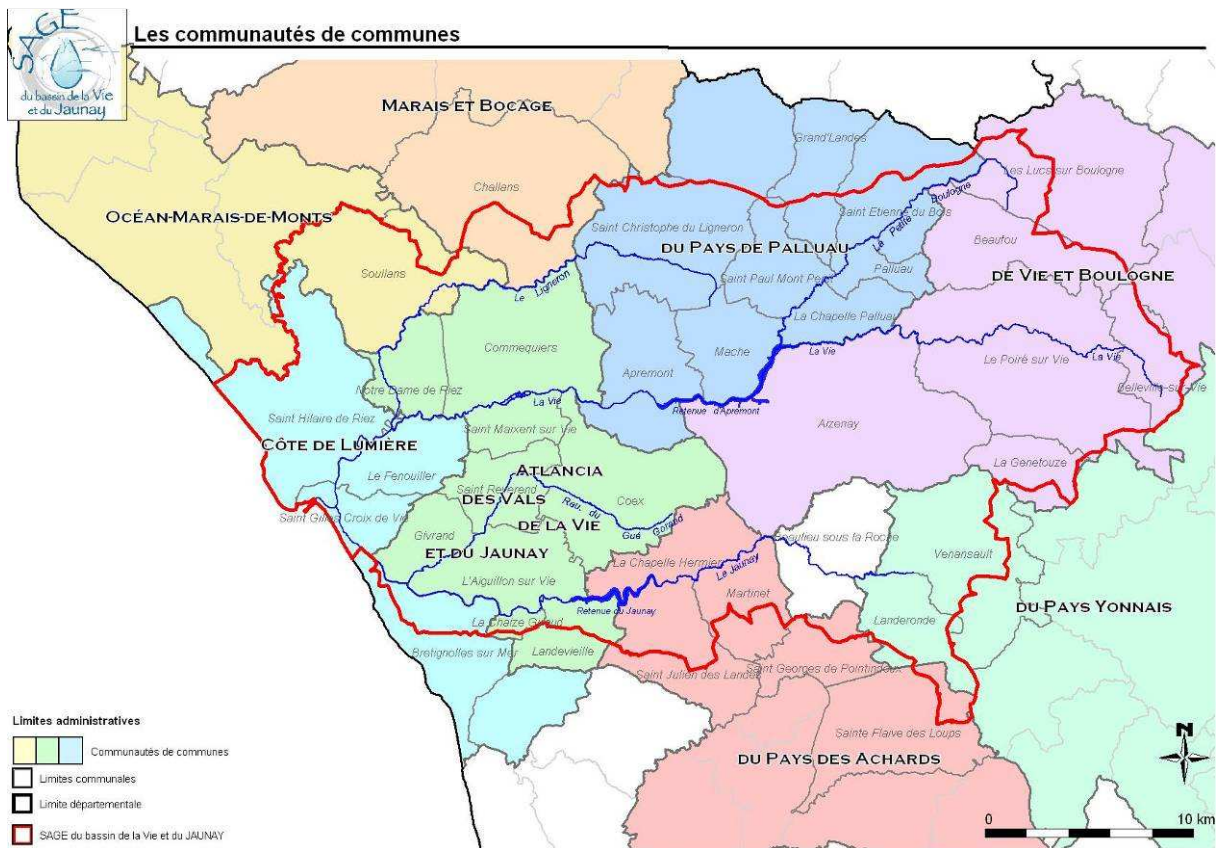 SAGE
du bassin de la Vie
et du Jaunay
Les communautés de communes
MARAIS ET BOCAGE
Grand'Landes
Les Lucs sur Boulogne
Challans
OCÉAN-MARAIS-DE-MONTS
Saint Christophe du Ligneron
Saint Etienne du Bois
La Petite Boulogne
Beaufou
DU PAYS DE PALLUAU
Soullans
Saint Paul Mont Penit
Palluau
DE VIE ET BOULOGNE
Le Ligneron
La Chapelle Palluau
Commequiers
Mache
La Vie
Le Poiré sur Vie
La Vie
Apremont
Belleville-sur-Vie
Notre Dame de Riez
La Vie
Retenue d'Apremont
Saint Hilaire de Riez
Aizenay
Saint Maixent sur Vie
CÔTE DE LUMIÈRE
La Genetouze
Le Fenouiller
ATLANCIA
Saint Reverend
DES VALS
Coex
Rau. du
Gué Gorand
Saint Gilles Croix de Vie
DE LA VIE
Givrand
Beaulieu sous la Roche
ET DU JAUNAY
Venansault
La Chapelle Hermier
L'Aiguillon sur Vie
Le Jaunay
Martinet
DU PAYS YONNAIS
Retenue du Jaunay
La Chaize Giraud
Landeronde
Bretignolles sur Mer
Landevieille
Saint Georges de Pointindoux
Saint Julien des Landes
Limites administratives
Sainte Flaive des Loups
Communautés de communes
DU PAYS DES ACHARDS
N
Limites communales
Limite départementale
0 10 km
SAGE du bassin de la Vie et du JAUNAY